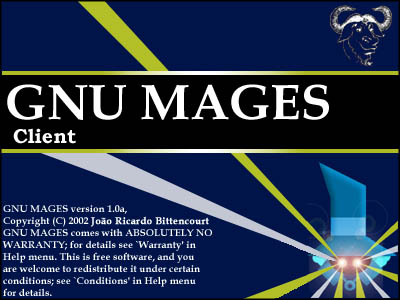 GNU MAGES
Client
GNU MAGES version 1.0a,
Copyright (C) 2002 João Ricardo Bittencourt
GNU MAGES comes with ABSOLUTELY NO
WARRANTY; for details see `Warranty' in
Help menu. This is free software, and you
are welcome to redistribute it under certain
conditions; see `Conditions' in Help menu
for details.